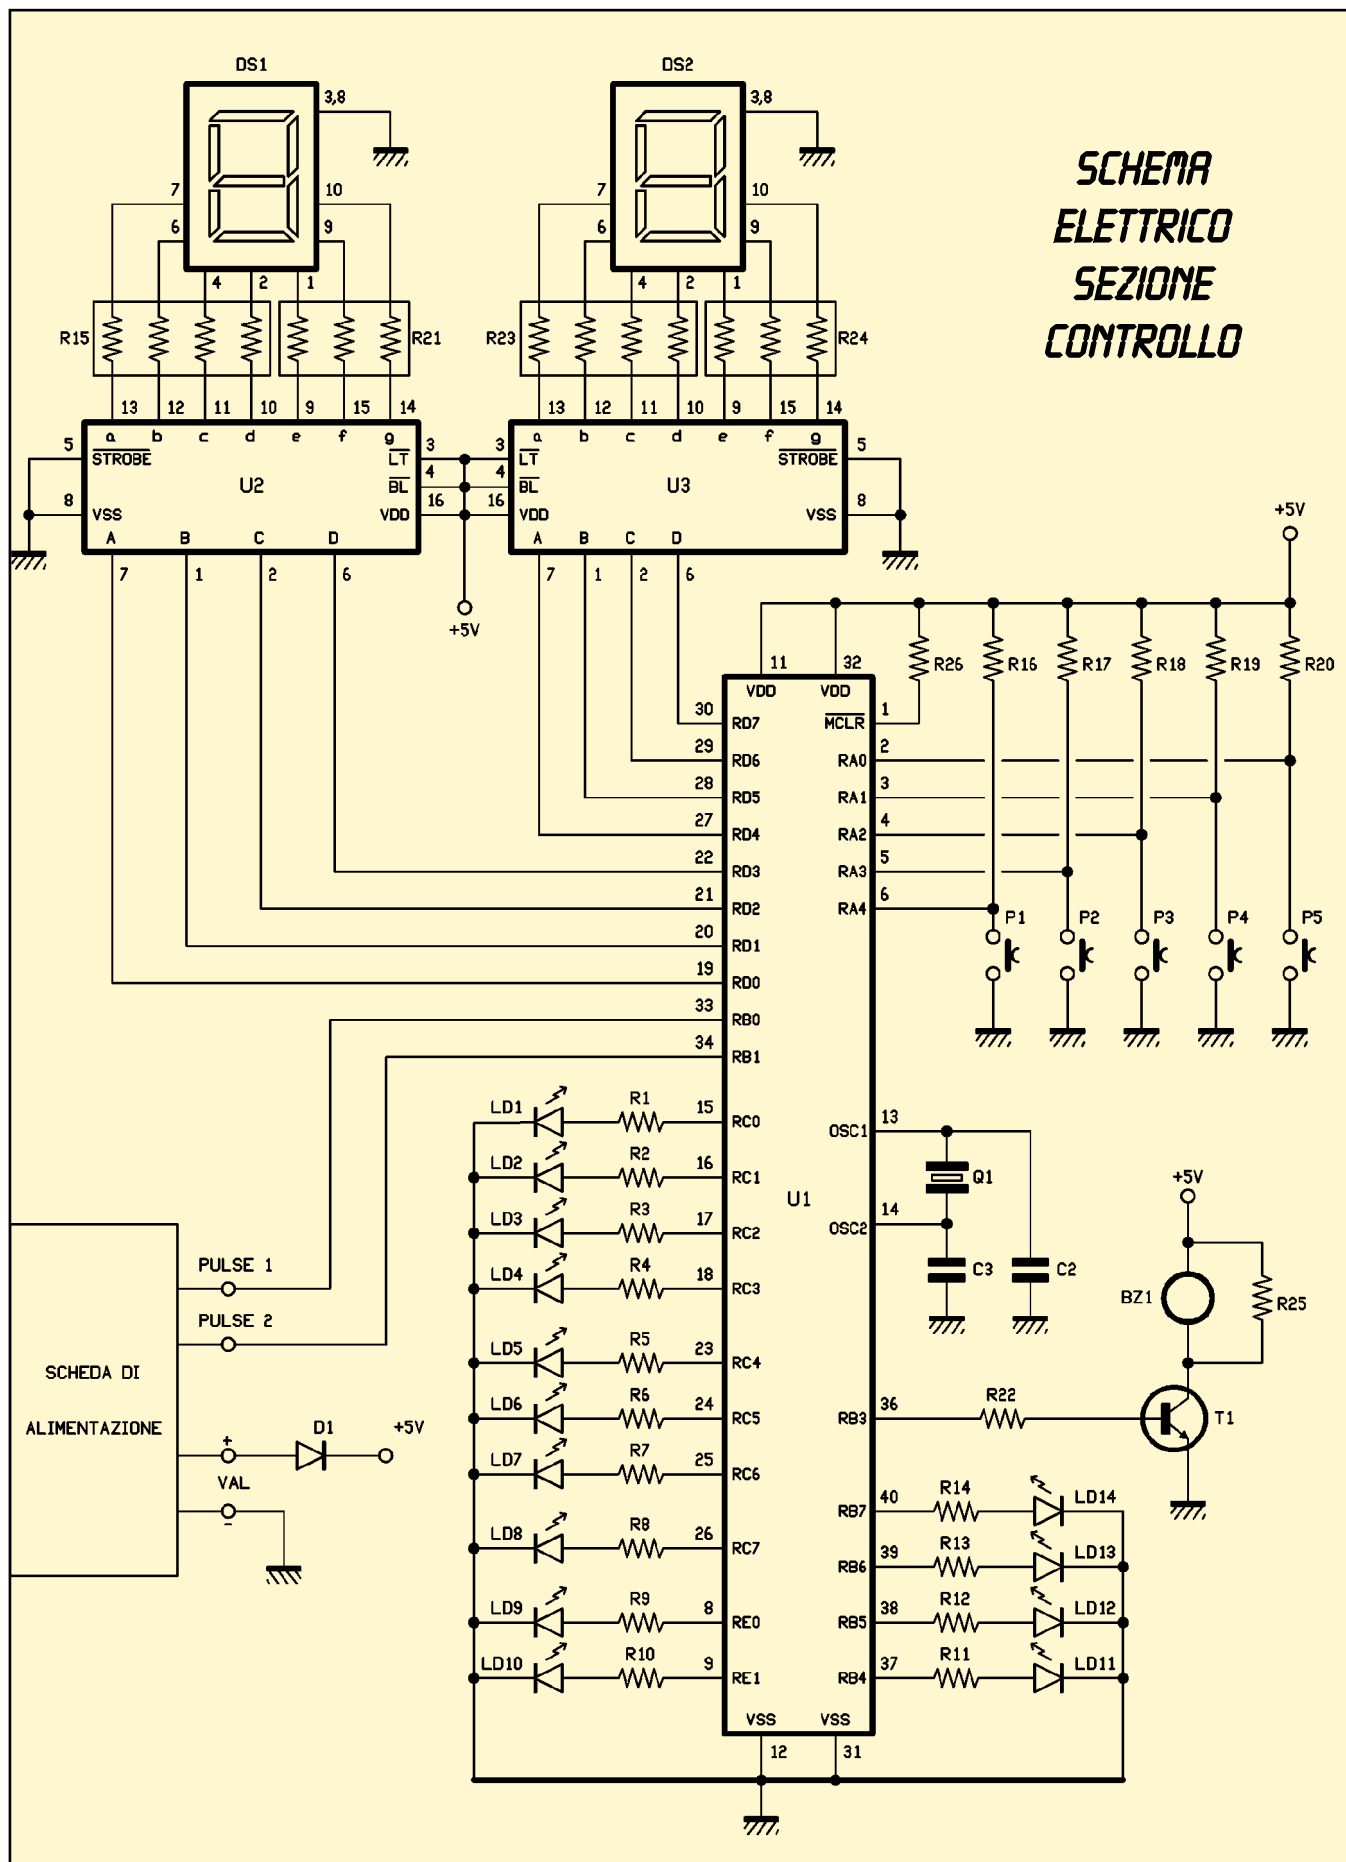 DS1 DS2
3,8 3,8
SCHEMA
ELETTRICO
SEZIONE
CONTROLLO
7 10 7 10
6 9 6 9
4 2 1 4 2 1
R15 R21 R23 R24
13 12 11 10 9 15 14 13 12 11 10 9 15 14
a b c d e f g a b c d e f g
5 STROBE LT 3 3 LT STROBE 5
U2 BL 4 4 BL U3
8 VSS VDD 16 16 VDD VSS 8
A B C D A B C D
7 1 2 6 7 1 2 6
+5V
+5V
R26 R16 R17 R18 R19 R20
11 32
VDD VDD
30 RD7 MCLR 1
29 RD6 RA0 2
28 RD5 RA1 3
27 RD4 RA2 4
22 RD3 RA3 5
21 RD2 RA4 6
P1 P2 P3 P4 P5
20 RD1
19 RD0
33 RB0
34 RB1
LD1 R1 15 RC0
OSC1 13
LD2 R2 16 RC1
Q1
U1
+5V
LD3 R3 17 RC2
OSC2 14
C3 C2
LD4 R4 18 RC3
BZ1 R25
PULSE 1
PULSE 2
LD5 R5 23 RC4
SCHEDA DI
ALIMENTAZIONE
LD6 R6 24 RC5
RB3 36 R22 T1
+ D1 +5V
VAL
-
LD7 R7 25 RC6
RB7 40 R14 LD14
LD8 R8 26 RC7
RB6 39 R13 LD13
LD9 R9 8 RE0
RB5 38 R12 LD12
LD10 R10 9 RE1
RB4 37 R11 LD11
VSS VSS
12 31